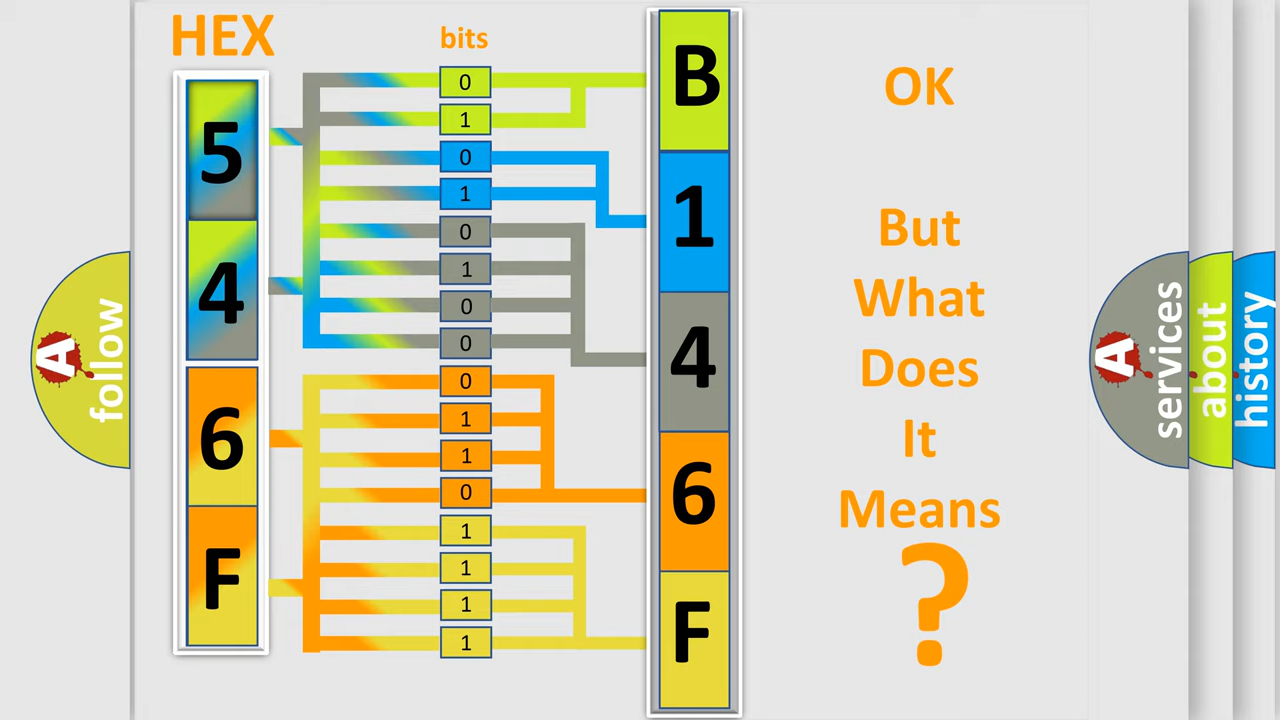 HEX
bits
5
4
6
F
0
1
0
1
0
1
0
0
0
1
1
0
1
1
1
1
B
1
4
6
F
OK
But
What
Does
It
Means
?
A
follow
A
services
about
history